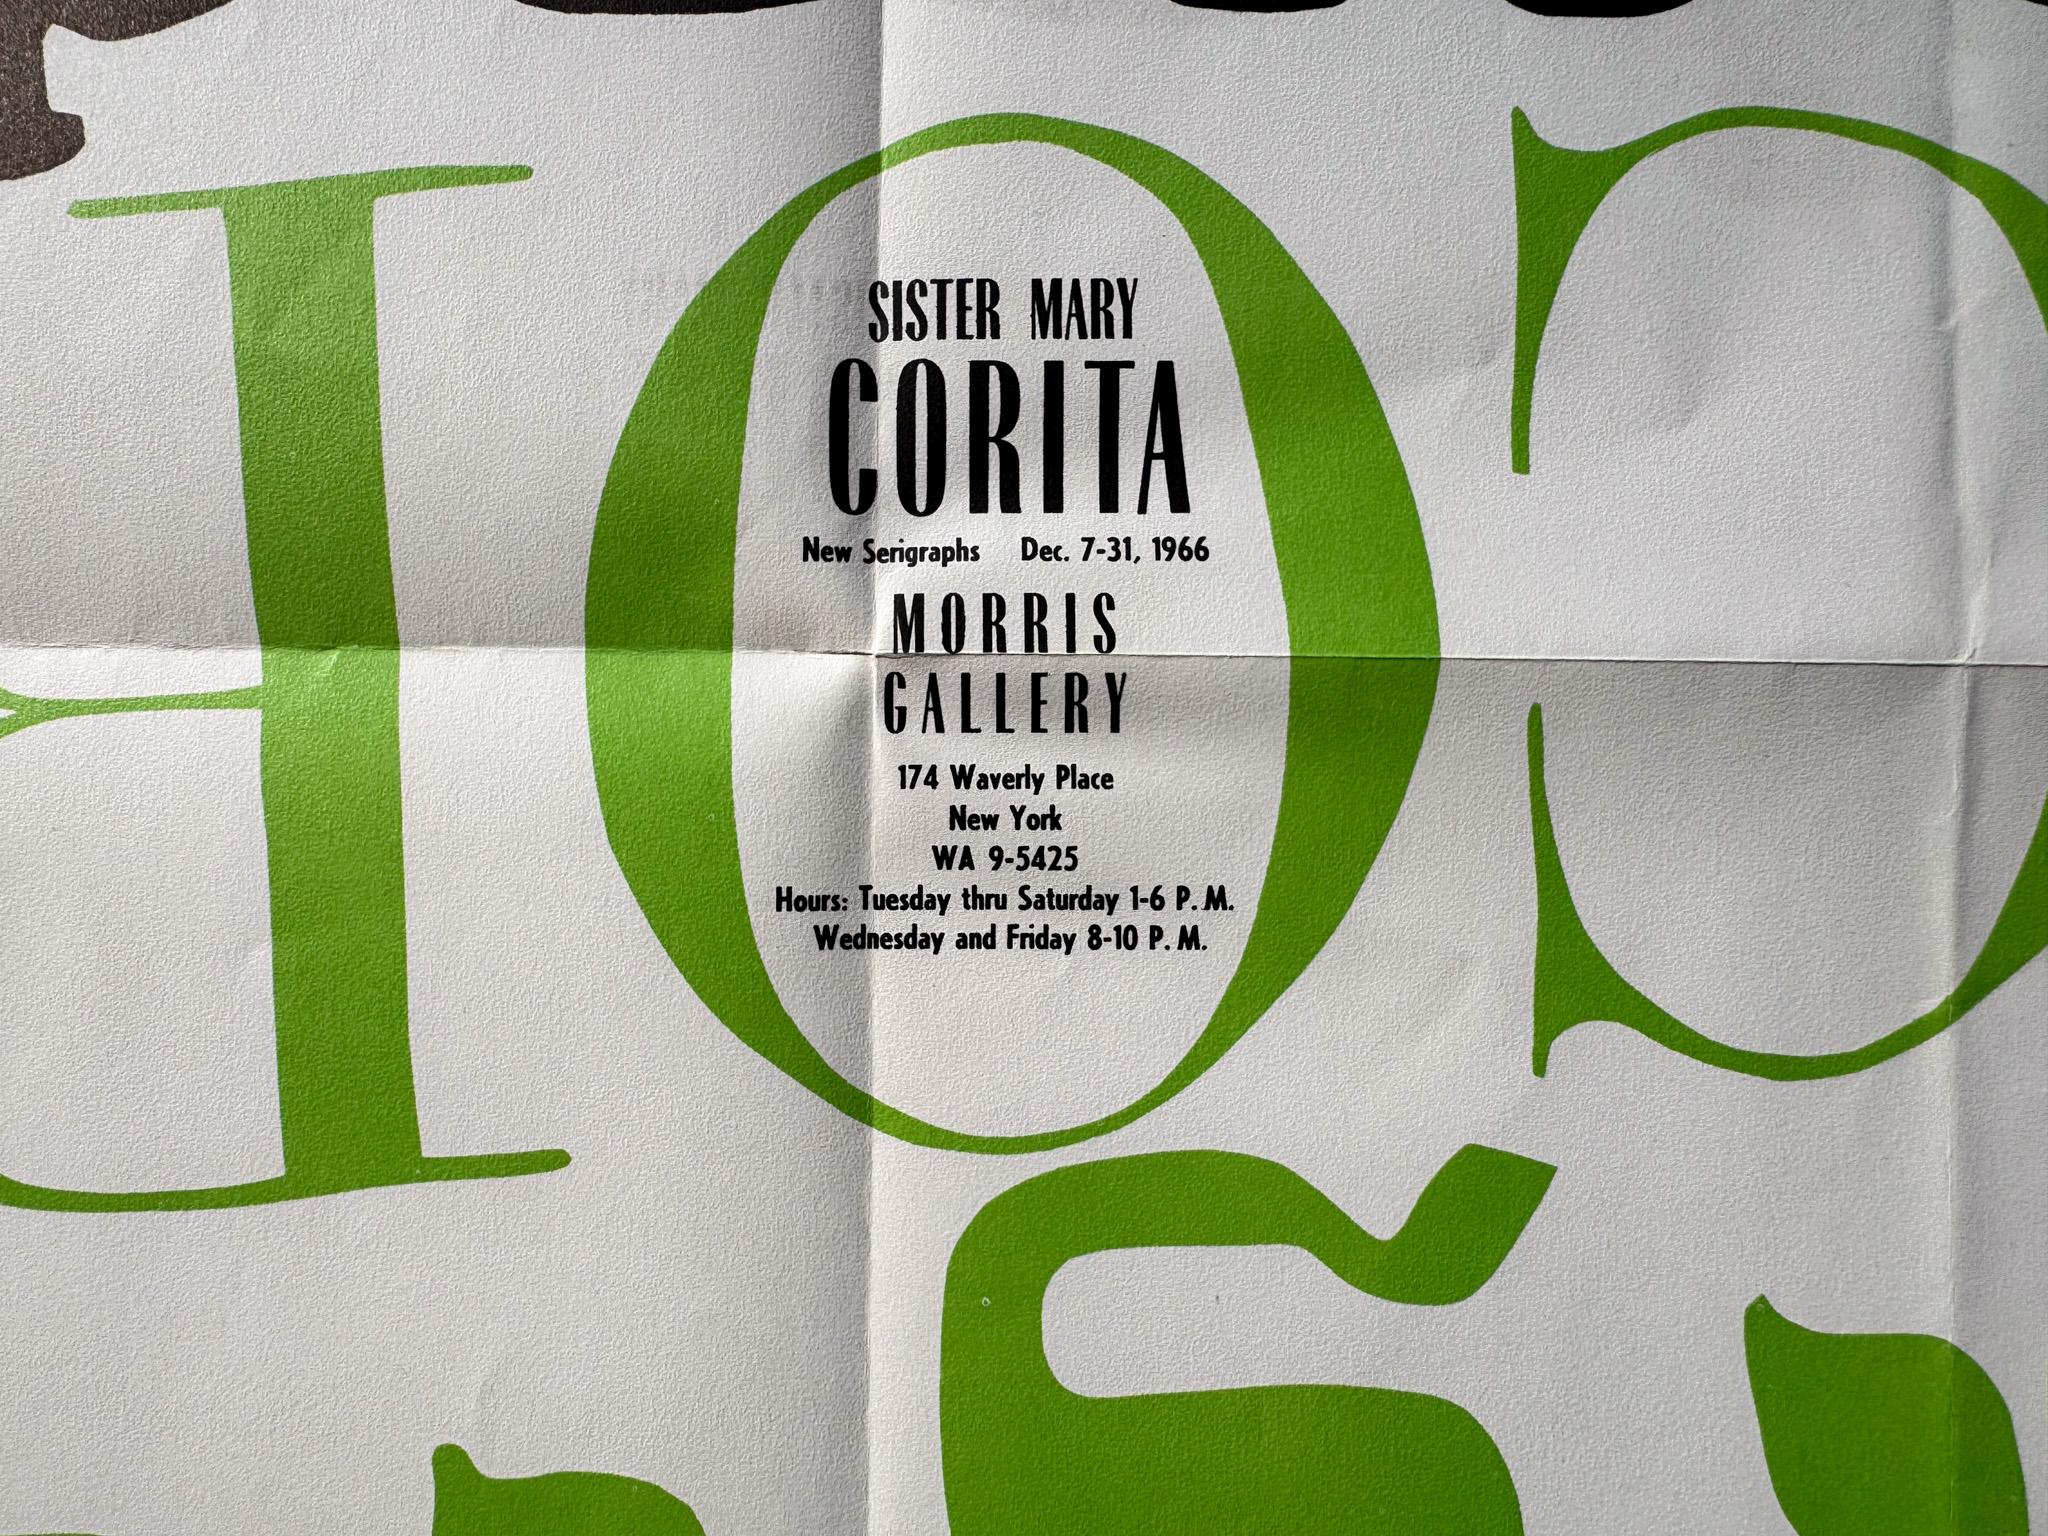 SISTER MARY
CORITA
New Serigraphs Dec. 7-31, 1966
MORRIS
GALLERY
174 Waverly Place
New York
WA 9-5425
Hours: Tuesday thru Saturday 1-6 P. M.
Wednesday and Friday 8-10 P. M.